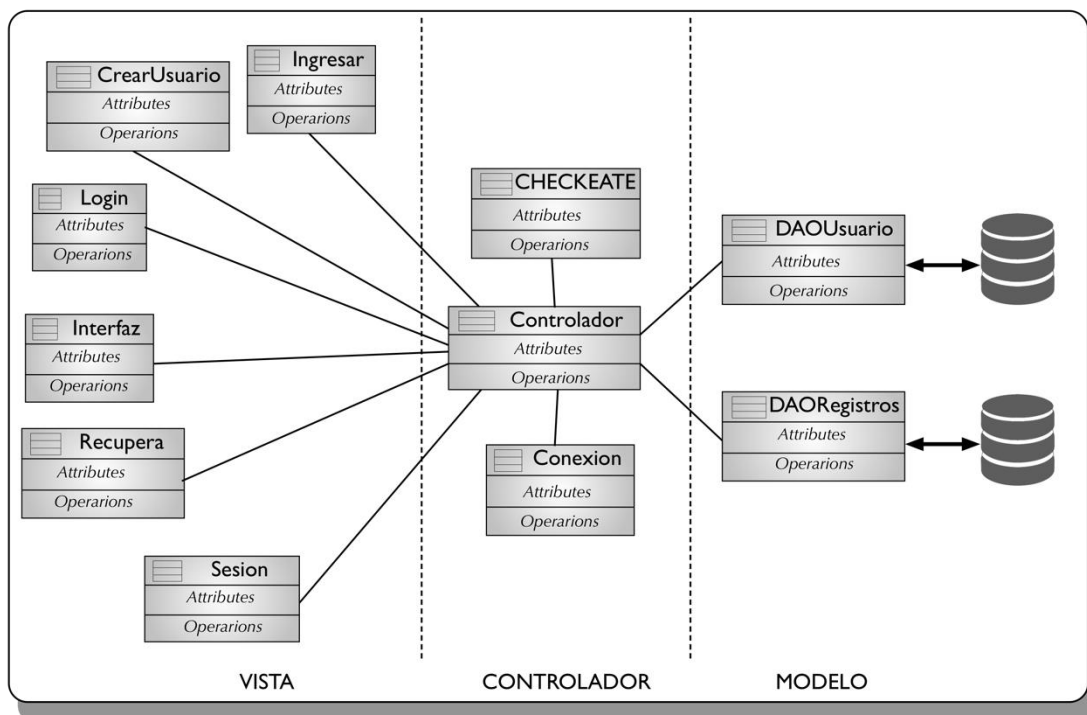 Ingresar
Attributes
Operarions
CrearUsuario
Attributes
Operarions
Login
Attributes
Operarions
Interfaz
Attributes
Operarions
Recupera
Attributes
Operarions
Sesion
Attributes
Operarions
CHECKEATE
Attributes
Operarions
Controlador
Attributes
Operarions
Conexion
Attributes
Operarions
DAOUsuario
Attributes
Operarions
DAORegistros
Attributes
Operarions
VISTA
CONTROLADOR
MODELO